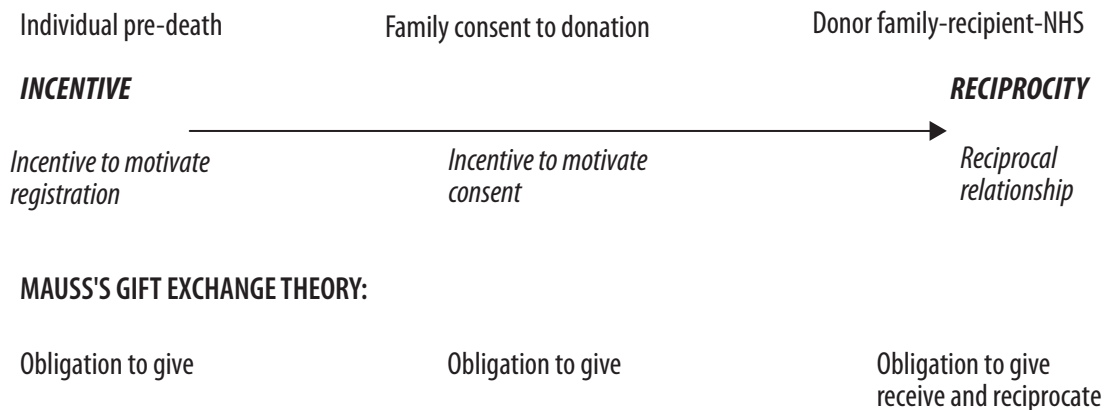 Individual pre-death
Family consent to donation
Donor family-recipient-NHS
INCENTIVE
RECIPROCITY
Incentive to motivate
registration
Incentive to motivate
consent
Reciprocal
relationship
MAUSS'S GIFT EXCHANGE THEORY:
Obligation to give
Obligation to give
Obligation to give
receive and reciprocate